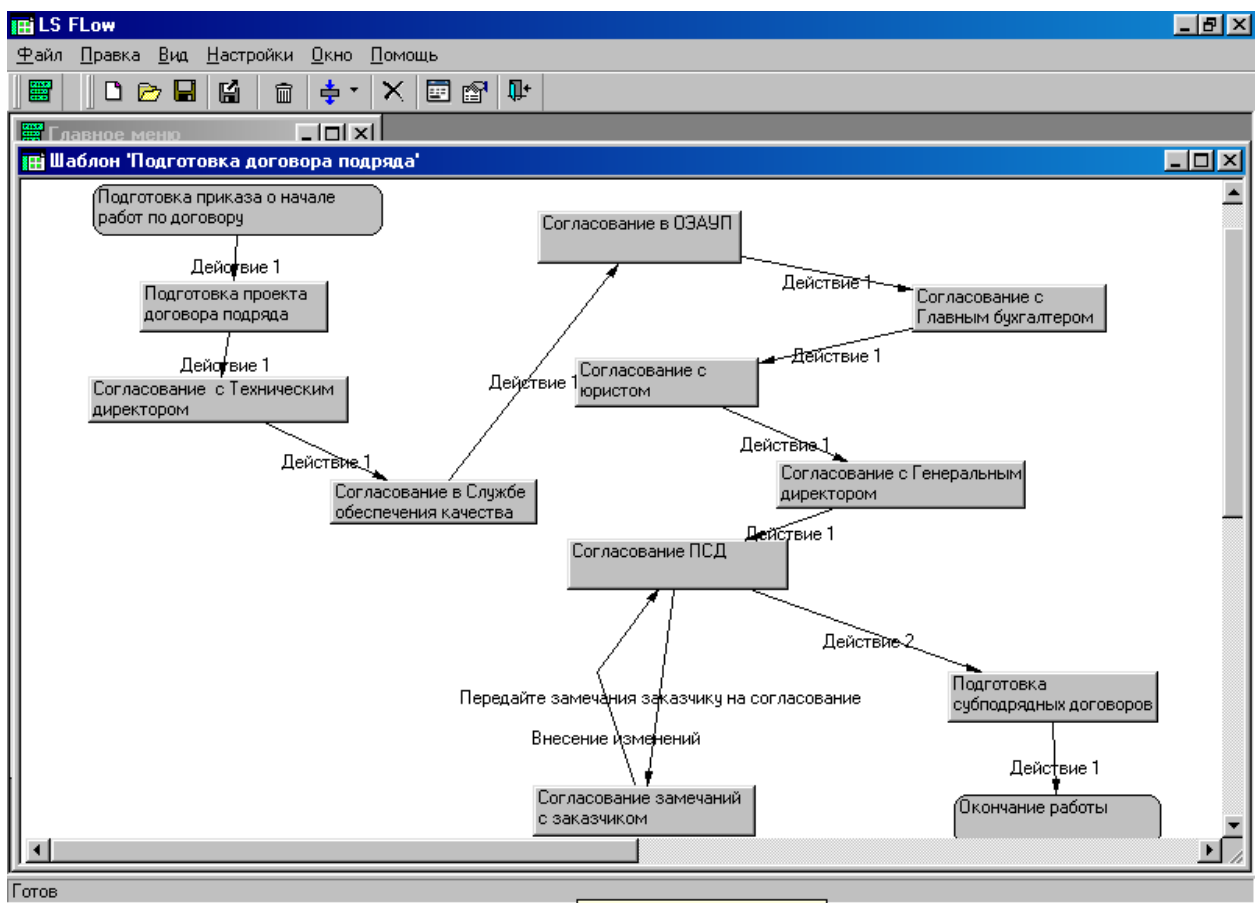 LS FLow
Файл Правка Вид Настройки Окно Помощь
Главное меню
Шаблон 'Подготовка договора подряда'
Подготовка приказа о начале
работ по договору
Действие 1
Подготовка проекта
договора подряда
Действие 1
Согласование с Техническим
директором
Действие 1
Согласование в Службе
обеспечения качества
Действие 1
Согласование в ОЗАУП
Действие 1
Согласование с
Главным бухгалтером
Действие 1
Согласование с
юристом
Действие 1
Согласование с Генеральным
директором
Действие 1
Согласование ПСД
Действие 2
Передайте замечания заказчику на согласование
Внесение изменений
Согласование замечаний
с заказчиком
Подготовка
субподрядных договоров
Действие 1
Окончание работы
Готов